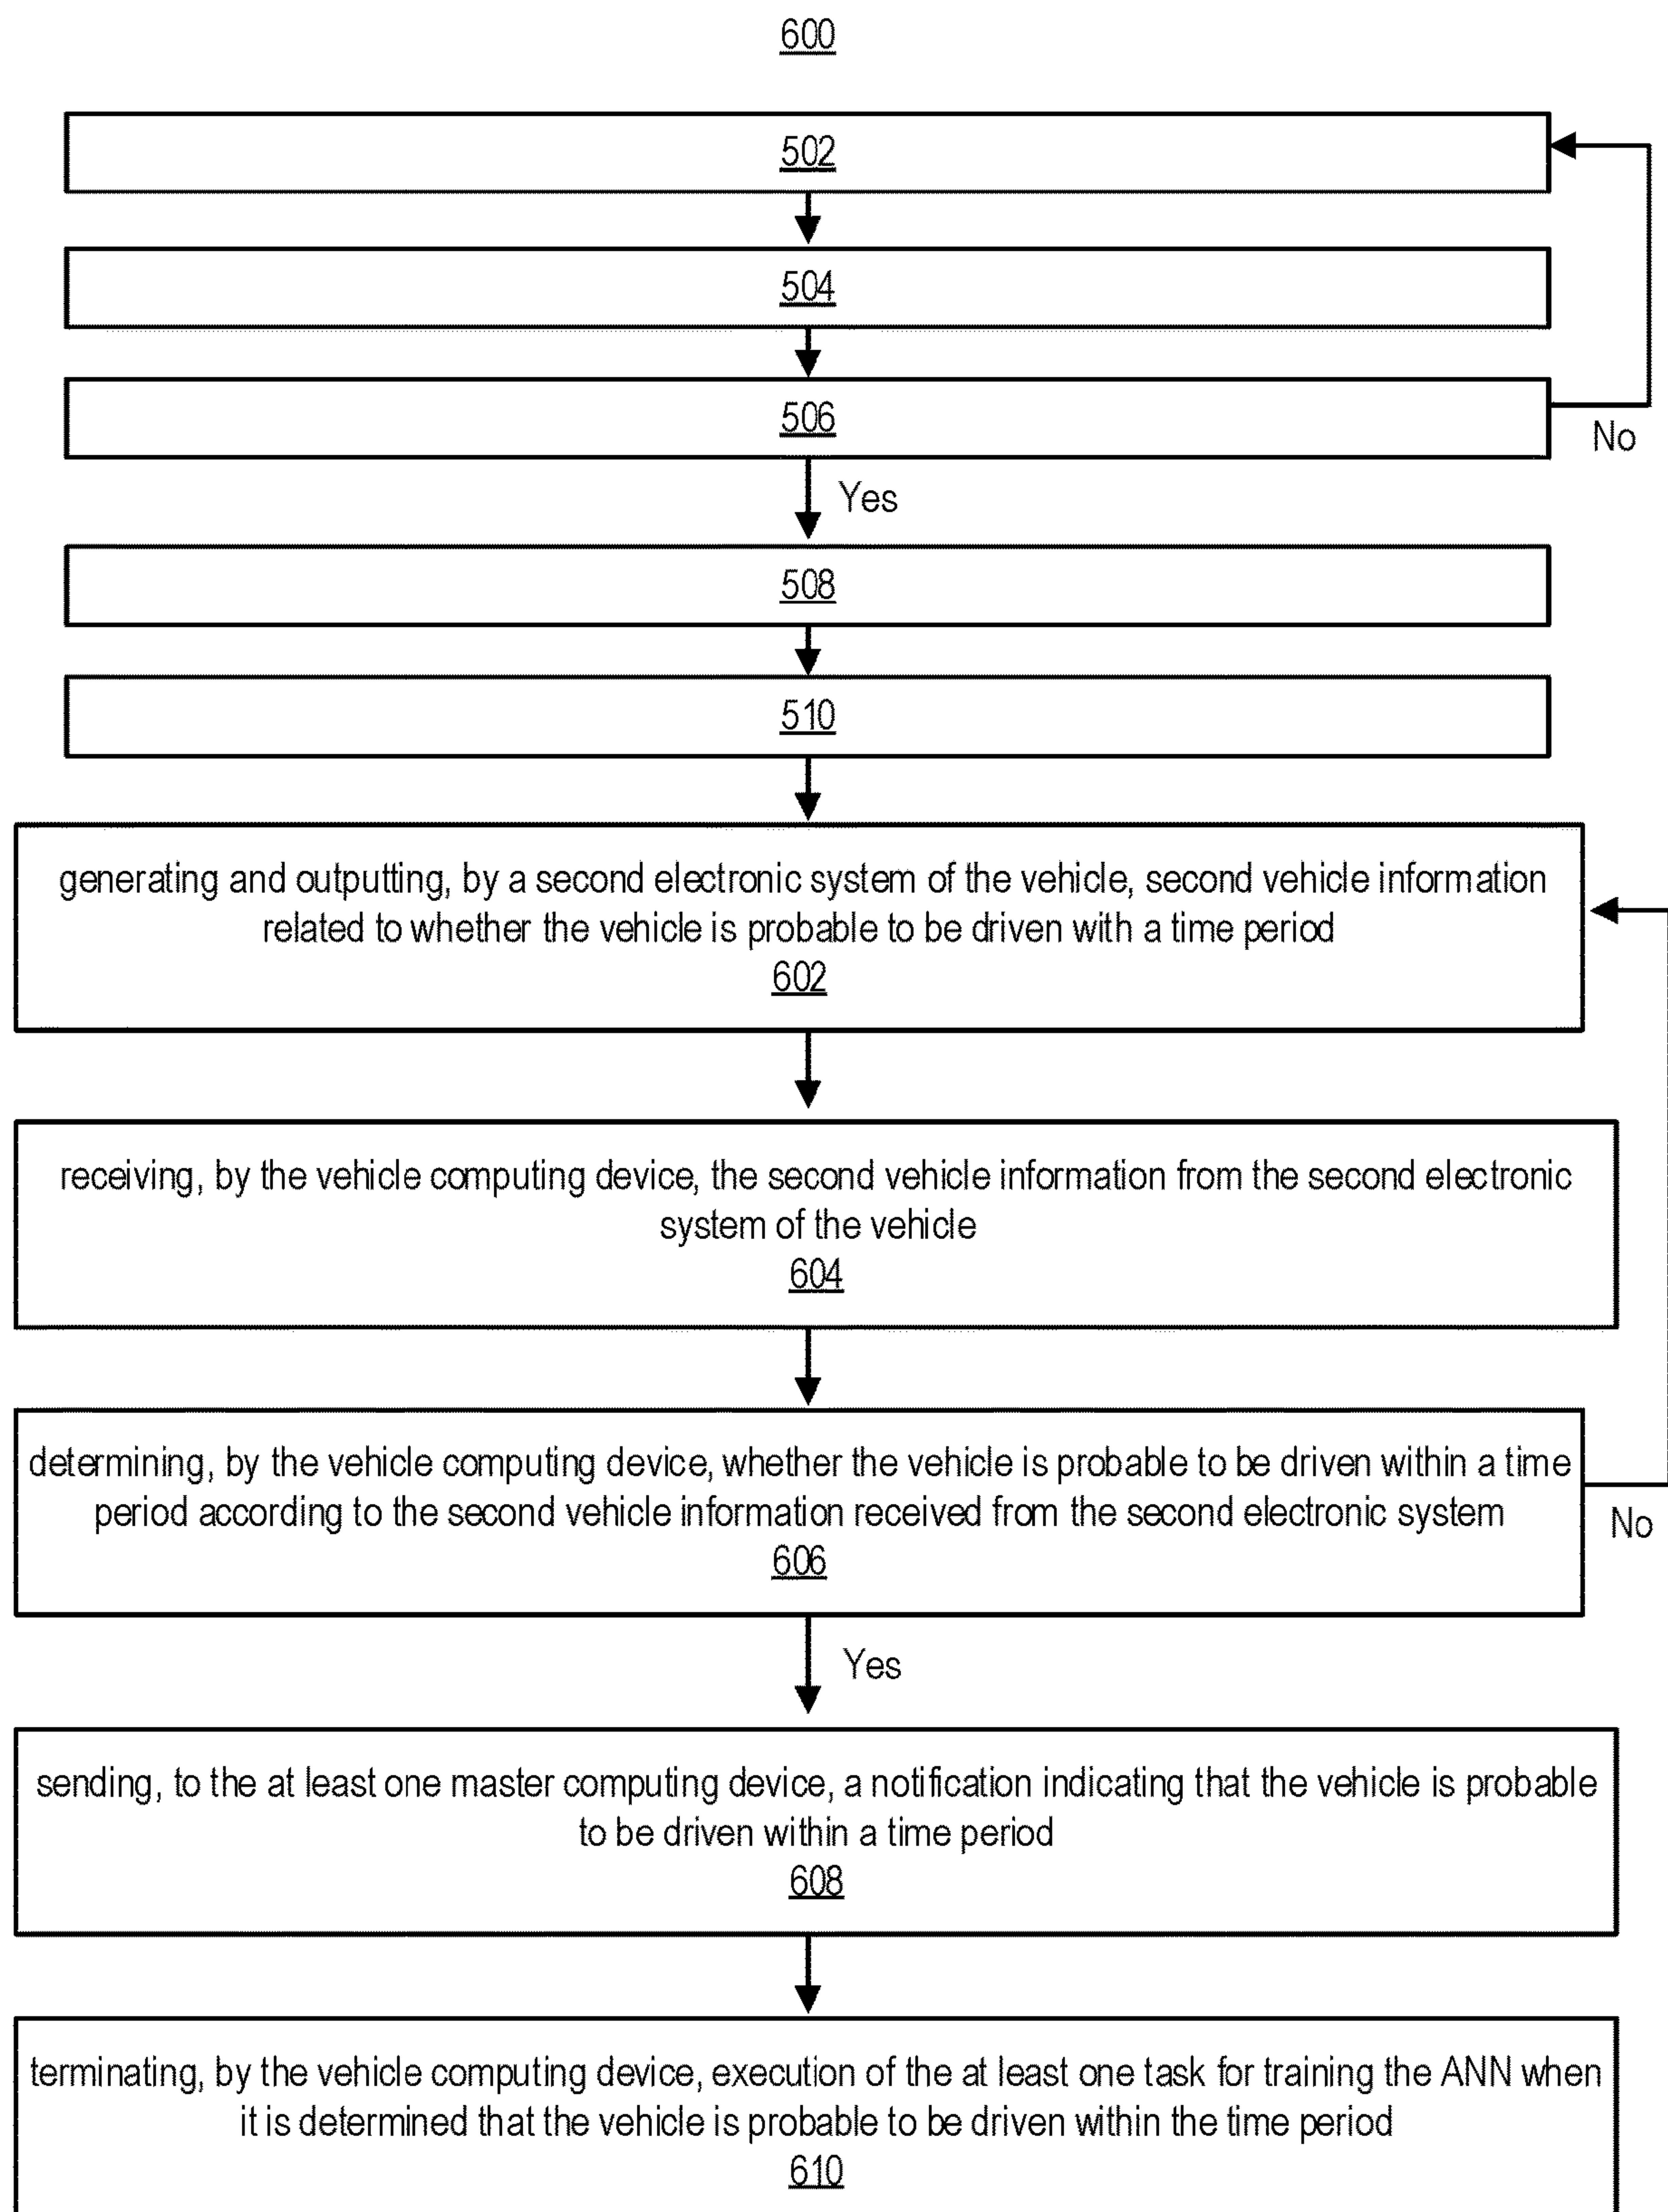 600
502
504
506
No
Yes
508
510
generating and outputting, by a second electronic system of the vehicle, second vehicle information
related to whether the vehicle is probable to be driven with a time period
602
receiving, by the vehicle computing device, the second vehicle information from the second electronic
system of the vehicle
604
determining, by the vehicle computing device, whether the vehicle is probable to be driven within a time
period according to the second vehicle information received from the second electronic system
606
No
Yes
sending, to the at least one master computing device, a notification indicating that the vehicle is probable
to be driven within a time period
608
terminating, by the vehicle computing device, execution of the at least one task for training the ANN when
it is determined that the vehicle is probable to be driven within the time period
610